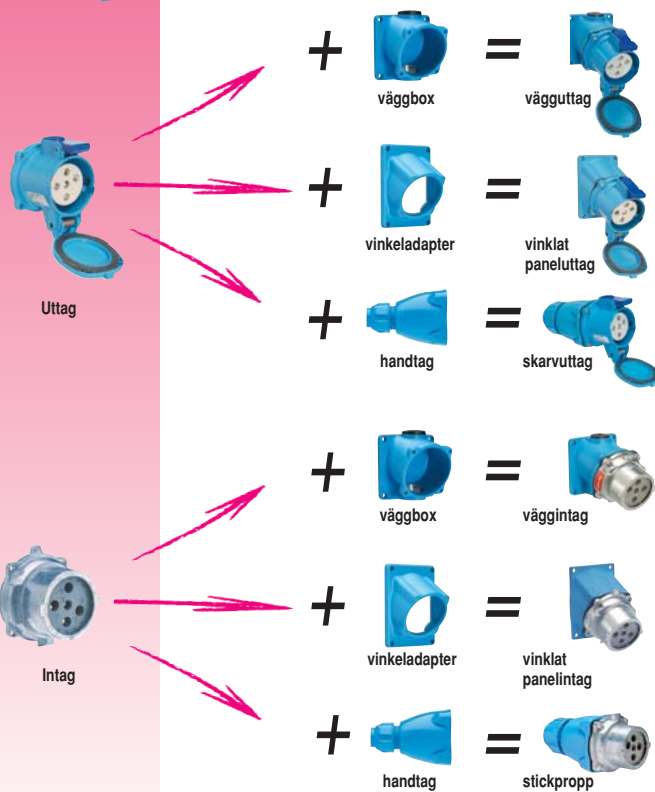 + =
väggbox vägguttag
+ =
vinkeladapter vinklat
paneluttag
Uttag
+ =
handtag skarvuttag
+ =
väggbox väggintag
+ =
vinkeladapter vinklat
Intag panelintag
+ =
handtag stickpropp